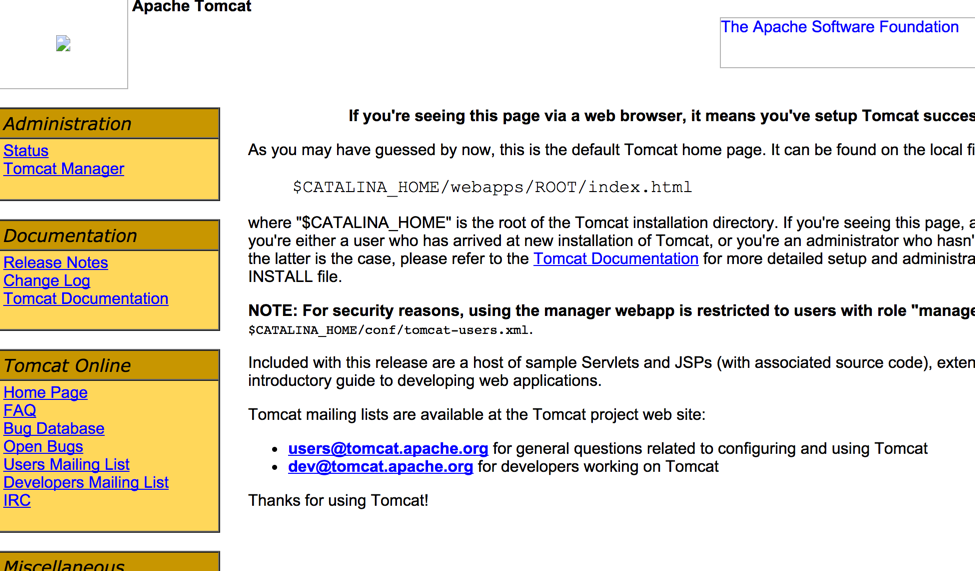 Apache Tomcat
The Apache Software Foundation
Administration
Status
Tomcat Manager
Documentation
Release Notes
Change Log
Tomcat Documentation
Tomcat Online
Home Page
FAQ
Bug Database
Open Bugs
Users Mailing List
Developers Mailing List
IRC
Miscellaneous
If you're seeing this page via a web browser, it means you've setup Tomcat succes
As you may have guessed by now, this is the default Tomcat home page. It can be found on the local fi
$CATALINA_HOME/webapps/ROOT/index.html
where "$CATALINA_HOME" is the root of the Tomcat installation directory. If you're seeing this page, a
you're either a user who has arrived at new installation of Tomcat, or you're an administrator who hasn'
the latter is the case, please refer to the Tomcat Documentation for more detailed setup and administra
INSTALL file.
NOTE: For security reasons, using the manager webapp is restricted to users with role "manage
$CATALINA_HOME/conf/tomcat-users.xml.
Included with this release are a host of sample Servlets and JSPs (with associated source code), exten
introductory guide to developing web applications.
Tomcat mailing lists are available at the Tomcat project web site:
• users@tomcat.apache.org for general questions related to configuring and using Tomcat
• dev@tomcat.apache.org for developers working on Tomcat
Thanks for using Tomcat!